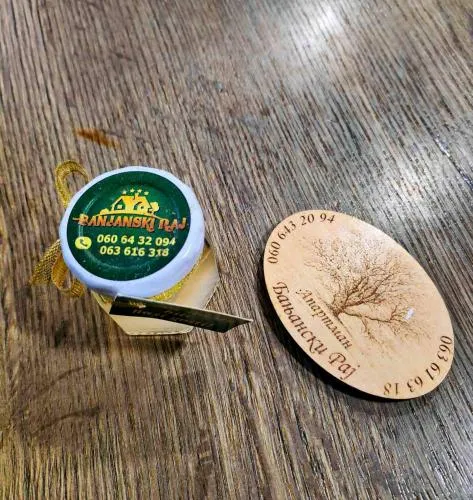 BANJANSKI RAJ
060 64 32 094
063 616 318
060 643 20 94
Апартман
Бањански Рај
063 61 63 18